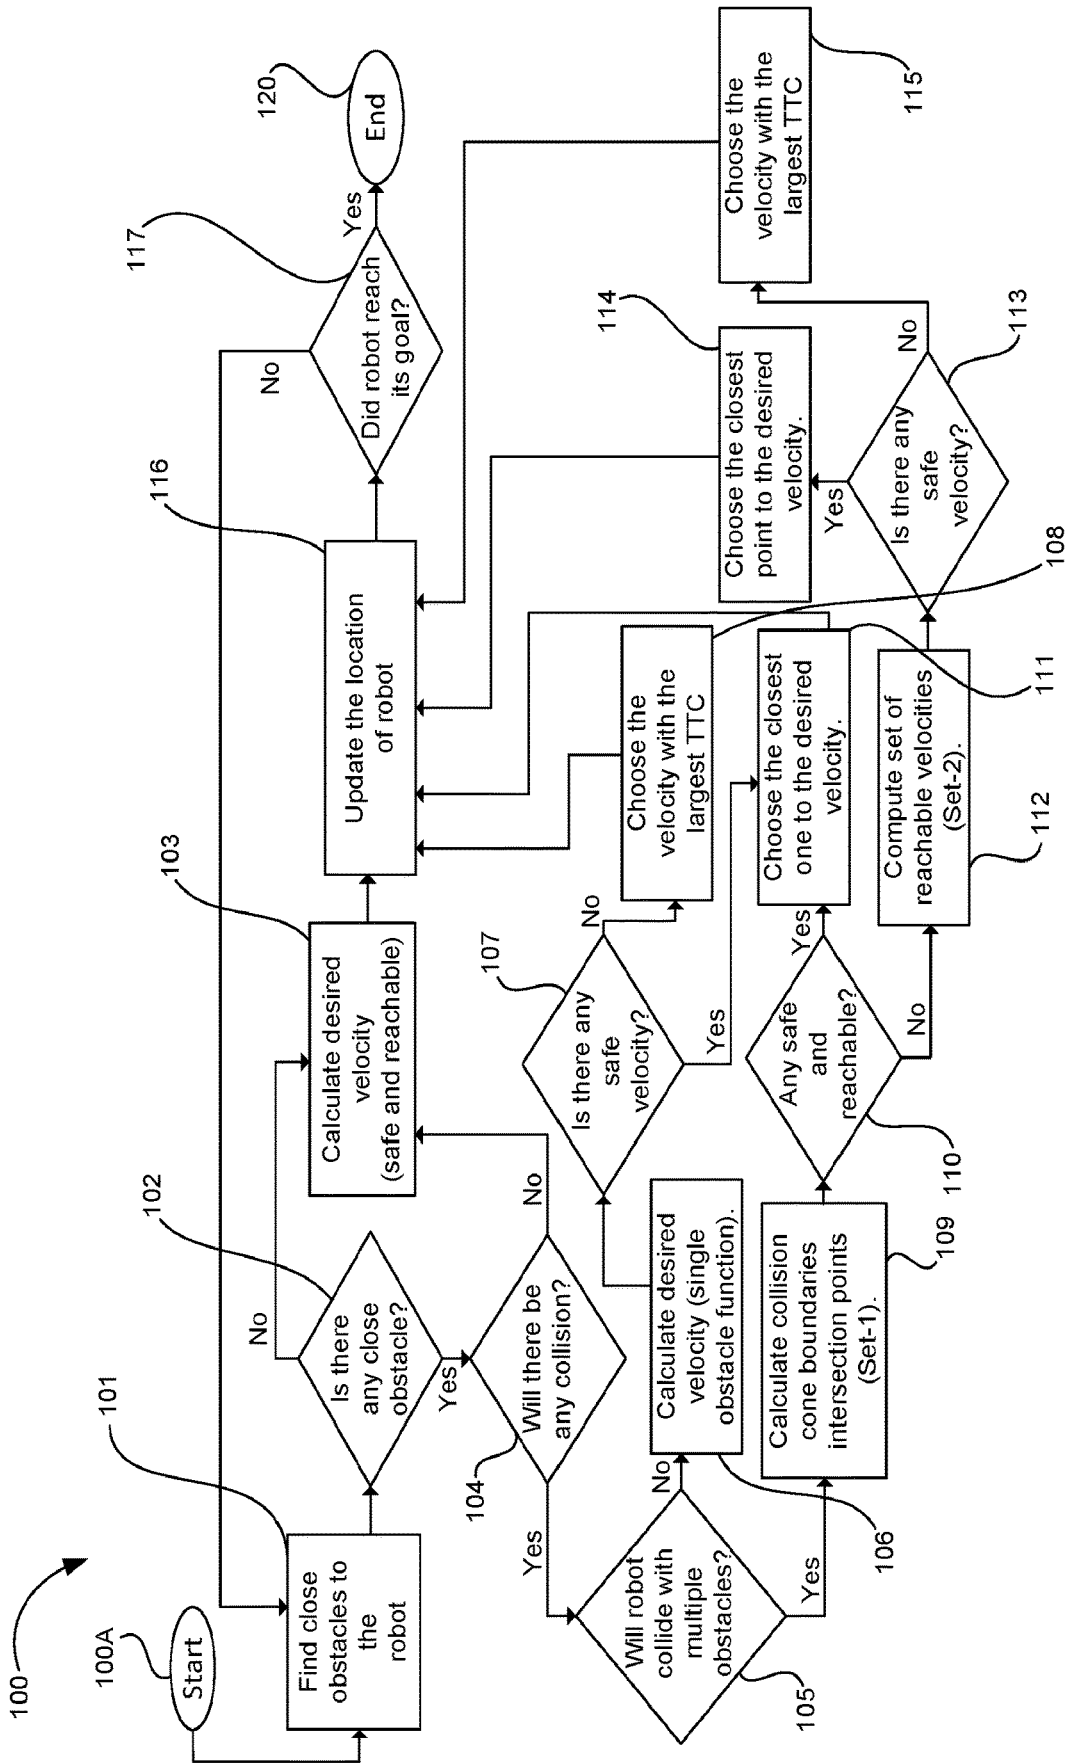 100
100A
Start
101
Find close
obstacles to
the
robot
102
Is there
any close
obstacle?
No
Yes
103
Calculate desired
velocity
(safe and reachable)
104
Will there be
any collision?
No
Yes
105
Will robot
collide with
multiple
obstacles?
No
Yes
106
Calculate desired
velocity (single
obstacle function).
107
Is there any
safe
velocity?
No
Yes
108
Choose the
velocity with the
largest TTC
109
Calculate collision
cone boundaries
intersection points
(Set-1).
110
Any safe
and
reachable?
Yes
No
111
Choose the closest
one to the desired
velocity.
112
Compute set of
reachable velocities
(Set-2).
113
Is there any
safe
velocity?
Yes
No
114
Choose the closest
point to the desired
velocity.
115
Choose the
velocity with the
largest TTC
116
Update the location
of robot
117
Did robot reach
its goal?
No
Yes
120
End